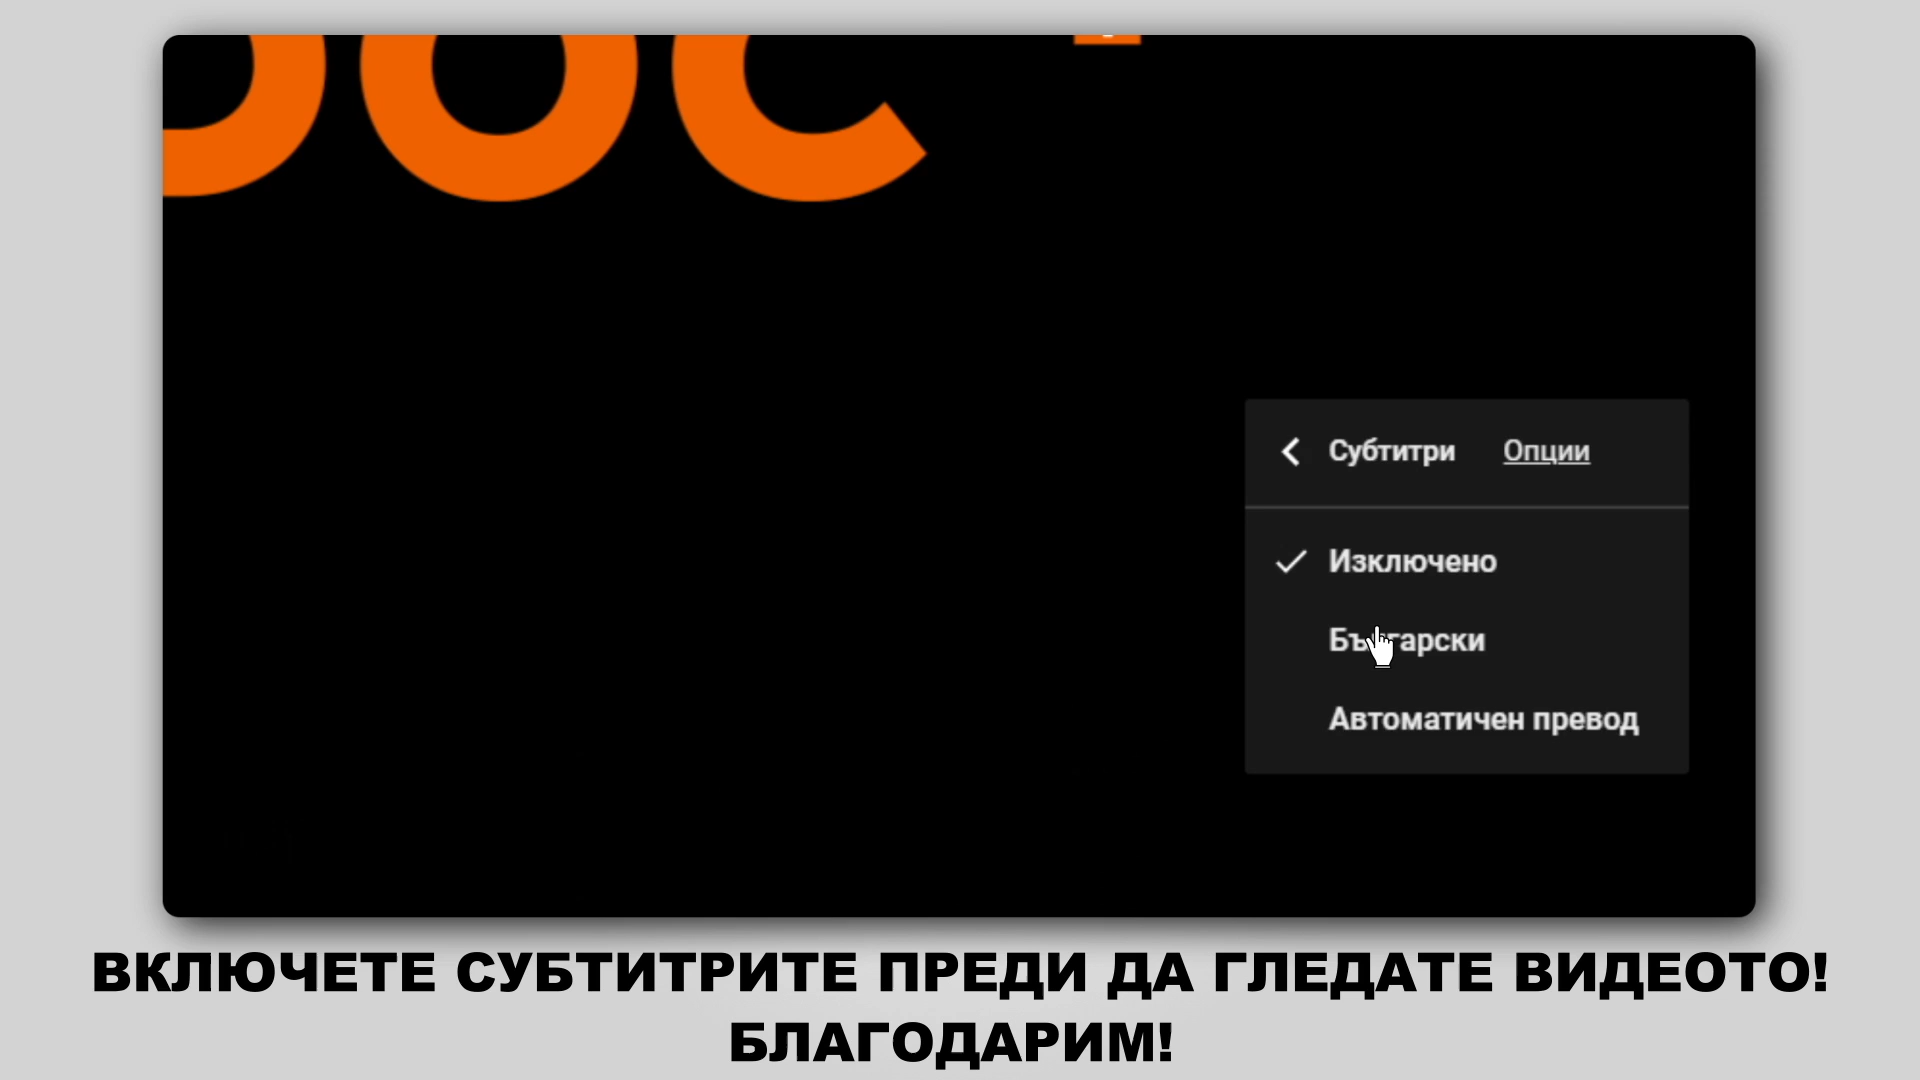 Субтитри Опции
Изключено
Български
Автоматичен превод
ВКЛЮЧЕТЕ СУБТИТРИТЕ ПРЕДИ ДА ГЛЕДАТЕ ВИДЕОТО!
БЛАГОДАРИМ!